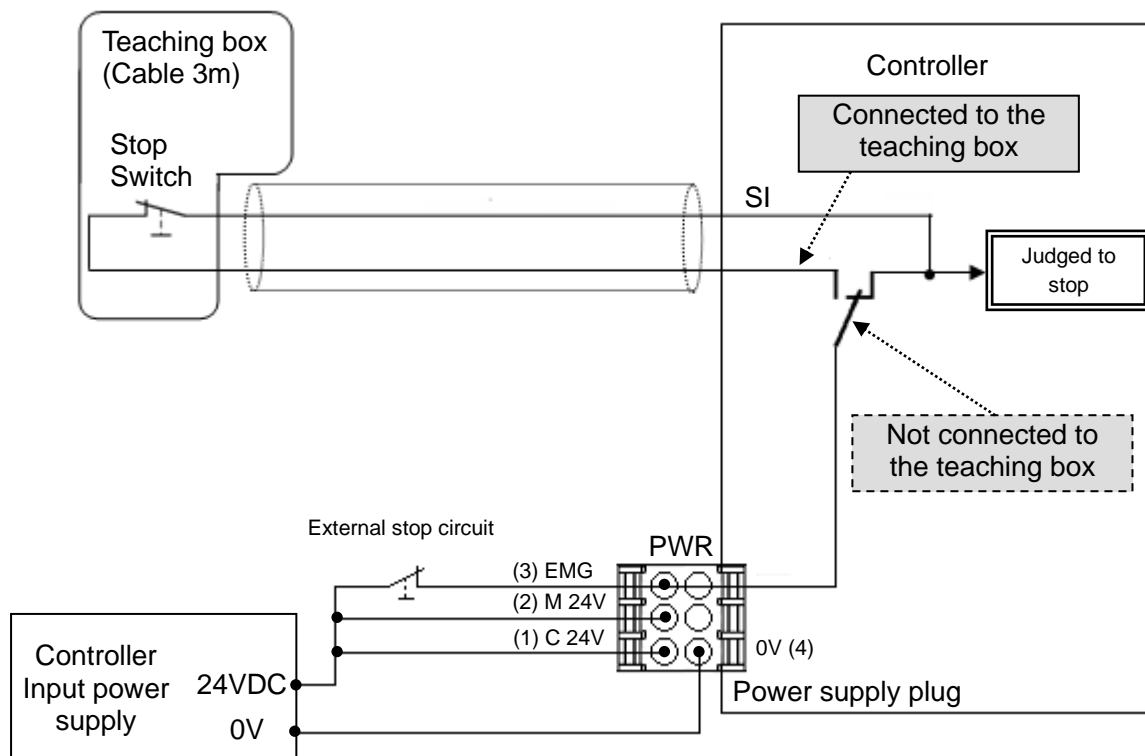 Teaching box
(Cable 3m)
Controller
Connected to the
teaching box
Stop
Switch
SI
Judged to
stop
Not connected to
the teaching box
External stop circuit
PWR
(3) EMG
(2) M 24V
(1) C 24V
0V (4)
Controller
Input power
supply
24VDC
0V
Power supply plug